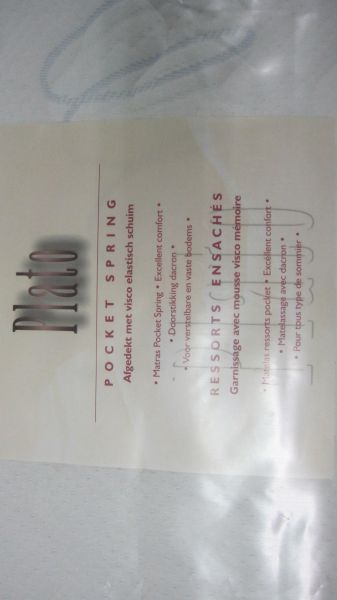 Plato
POCKET SPRING
Afgedekt met visco elastisch schuim
• Matras Pocket Spring • Excellent comfort •
• Doorstikking dacron •
• Voor verstelbare en vaste bodems •
RESSORTS ENSACHÉS
Garnissage avec mousse visco mémoire
• Matelas ressorts pocket • Excellent confort •
• Matelassage avec dacron •
• Pour tous type de sommier •